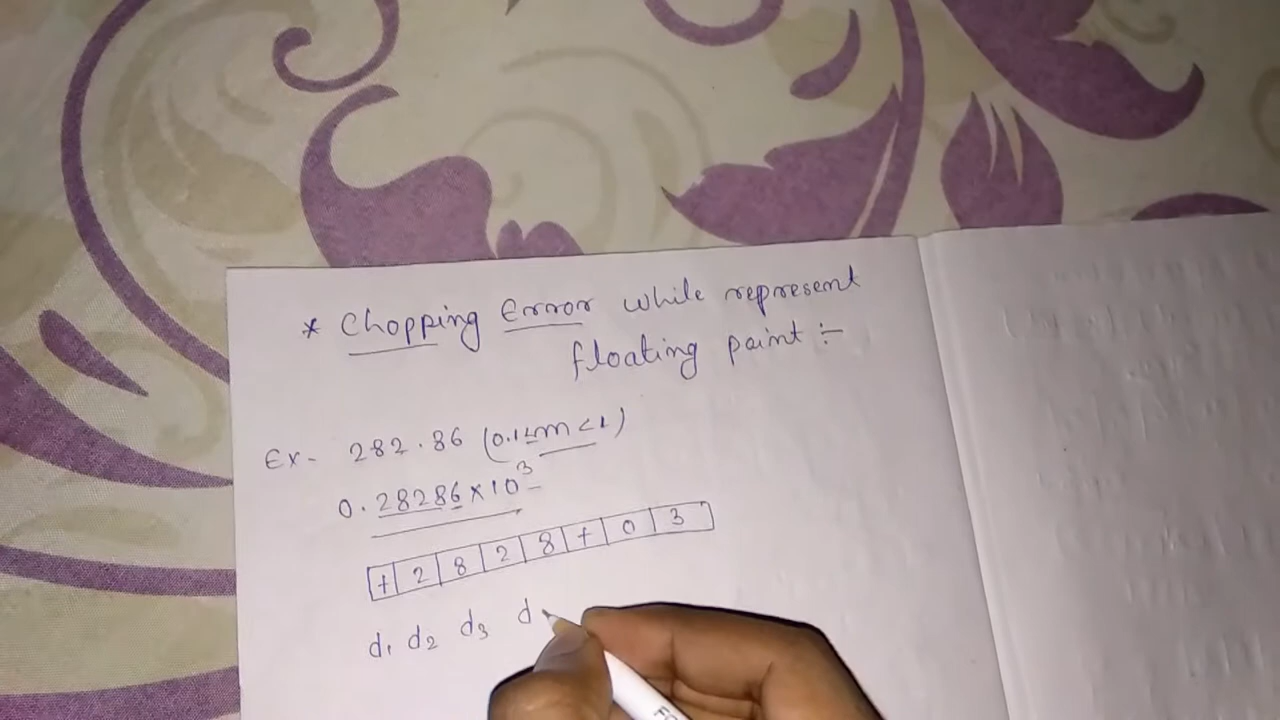 * Chopping Error while represent
floating paint :-
Ex- 282.86 (0.1≤m<1)
0.28286×10³
+ 2 8 2 8 + 0 3
d₁ d₂ d₃ d